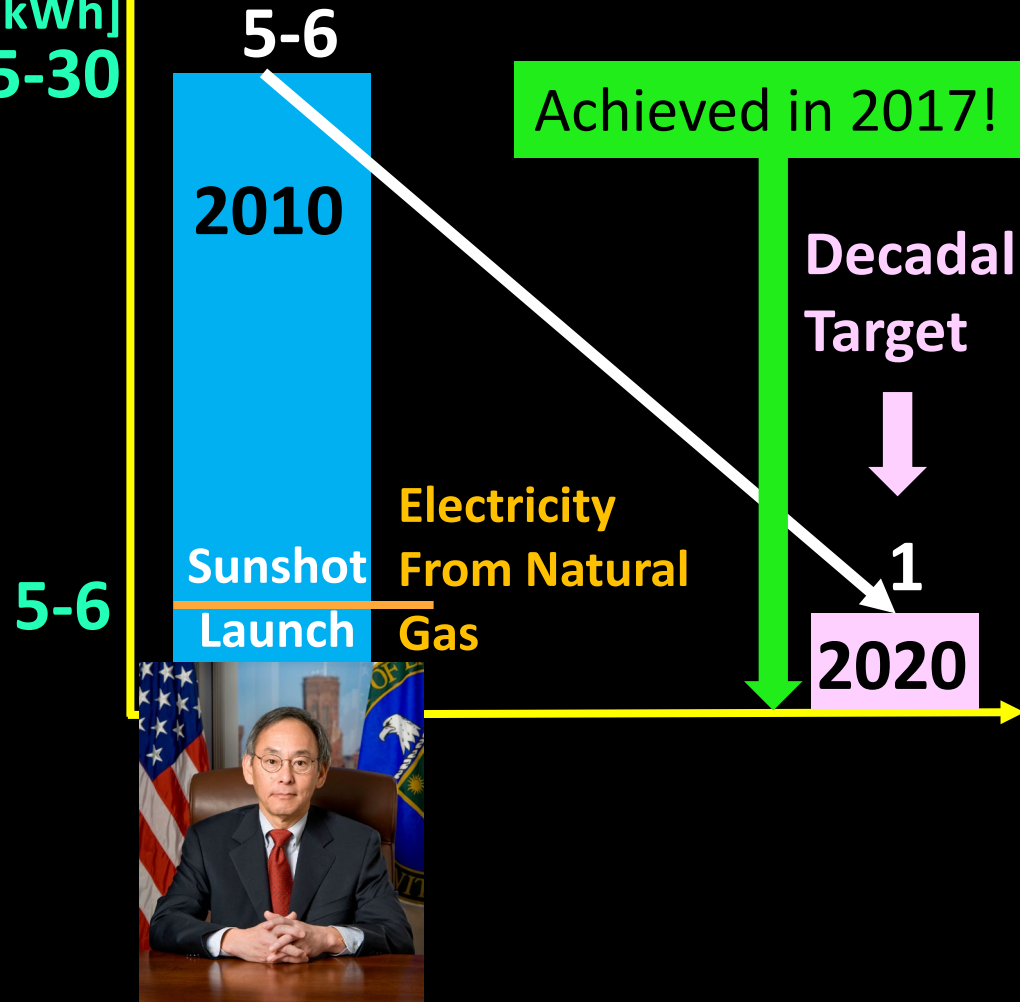 kWh]
5-30
5-6
Achieved in 2017!
2010
Decadal
Target
Electricity
From Natural
Gas
Sunshot
Launch
5-6
1
2020